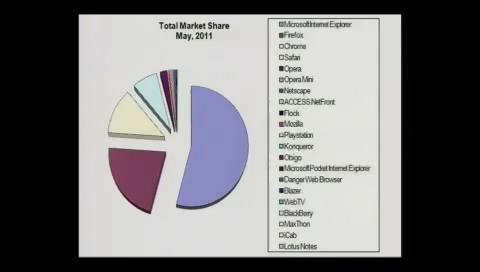 Total Market Share
May, 2011
Microsoft Internet Explorer
Firefox
Chrome
Safari
Opera
Opera Mini
Netscape
ACCESS NetFront
Flock
Mozilla
Playstation
Konqueror
Obigo
Microsoft Pocket Internet Explorer
Danger Web Browser
Blazer
WebTV
BlackBerry
MaxThon
iCab
Lotus Notes